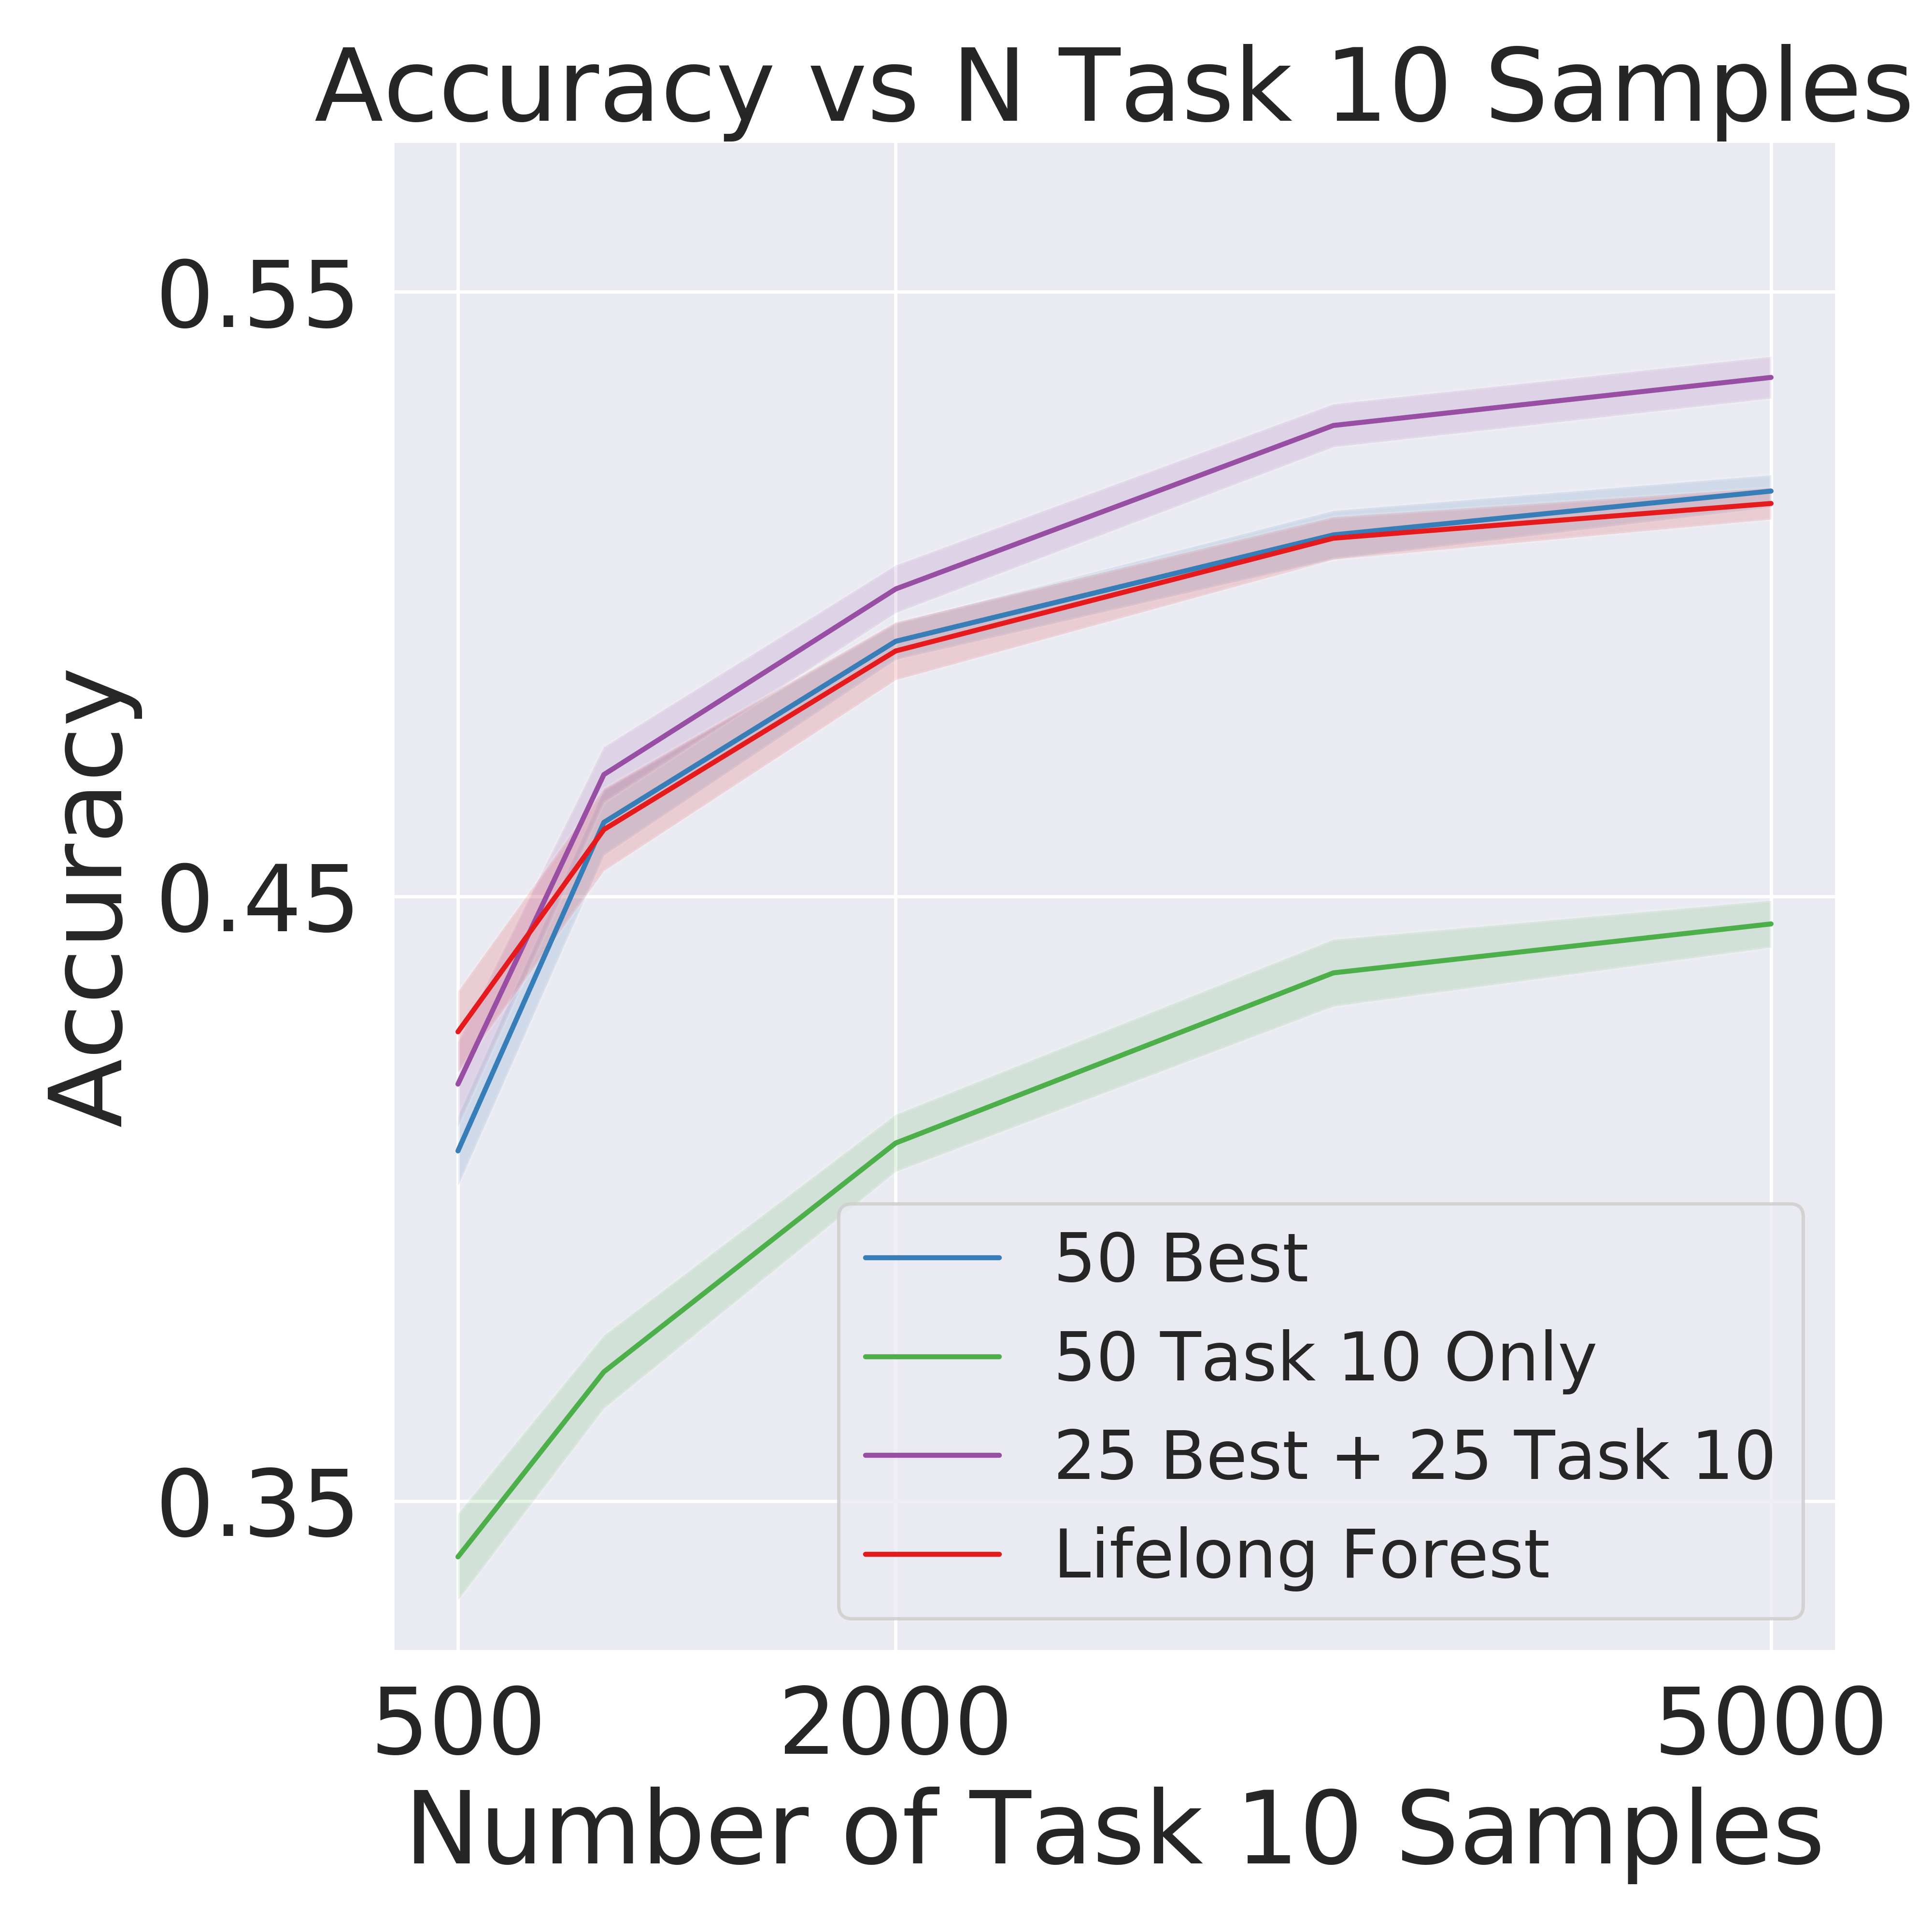 Accuracy vs N Task 10 Samples
Accuracy
0.55
0.45
0.35
50 Best
50 Task 10 Only
25 Best + 25 Task 10
Lifelong Forest
500 2000 5000
Number of Task 10 Samples